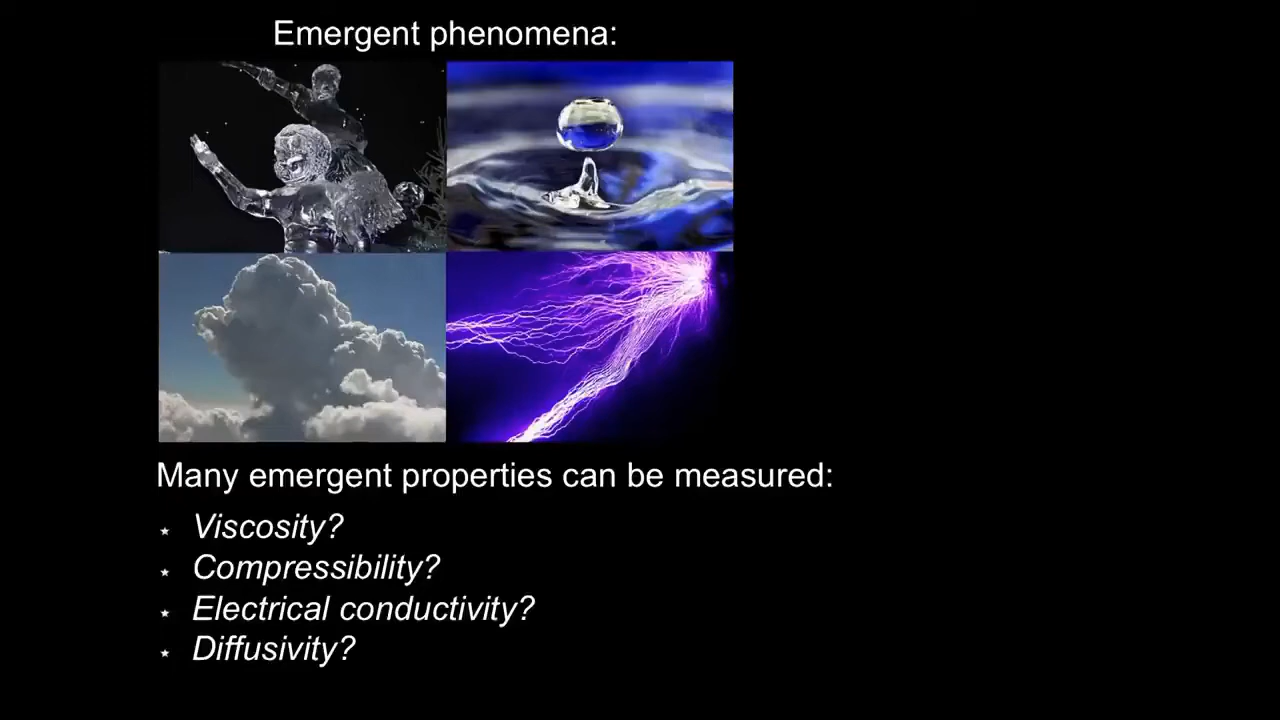 Emergent phenomena:
Many emergent properties can be measured:
Viscosity?
Compressibility?
Electrical conductivity?
Diffusivity?